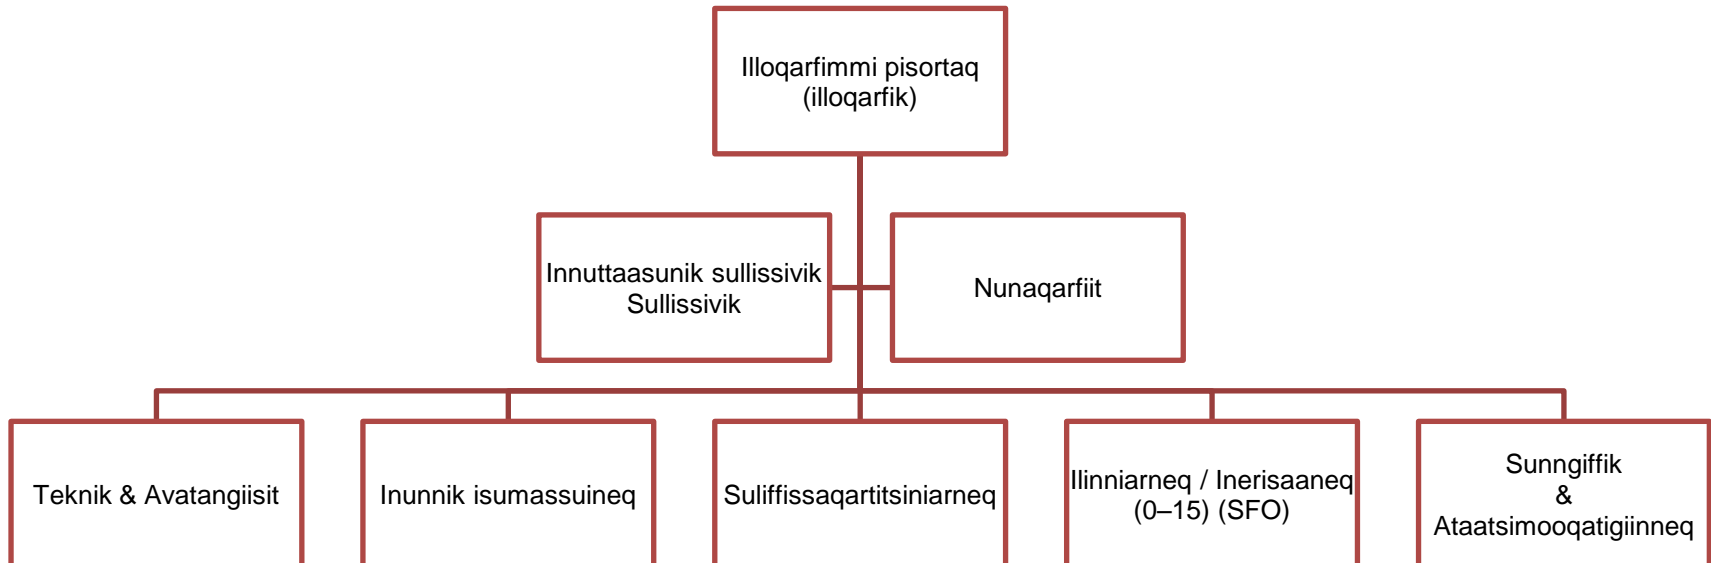 Illoqarfimmi pisortaq
(illoqarfik)
Innuttaasunik sullissivik
Sullissivik
Nunaqarfiit
Teknik & Avatangiisit
Inunnik isumassuineq
Suliffissaqartitsiniarneq
Ilinniarneq / Inerisaaneq
(0–15) (SFO)
Sunngiffik
&
Ataatsimooqatigiinneq